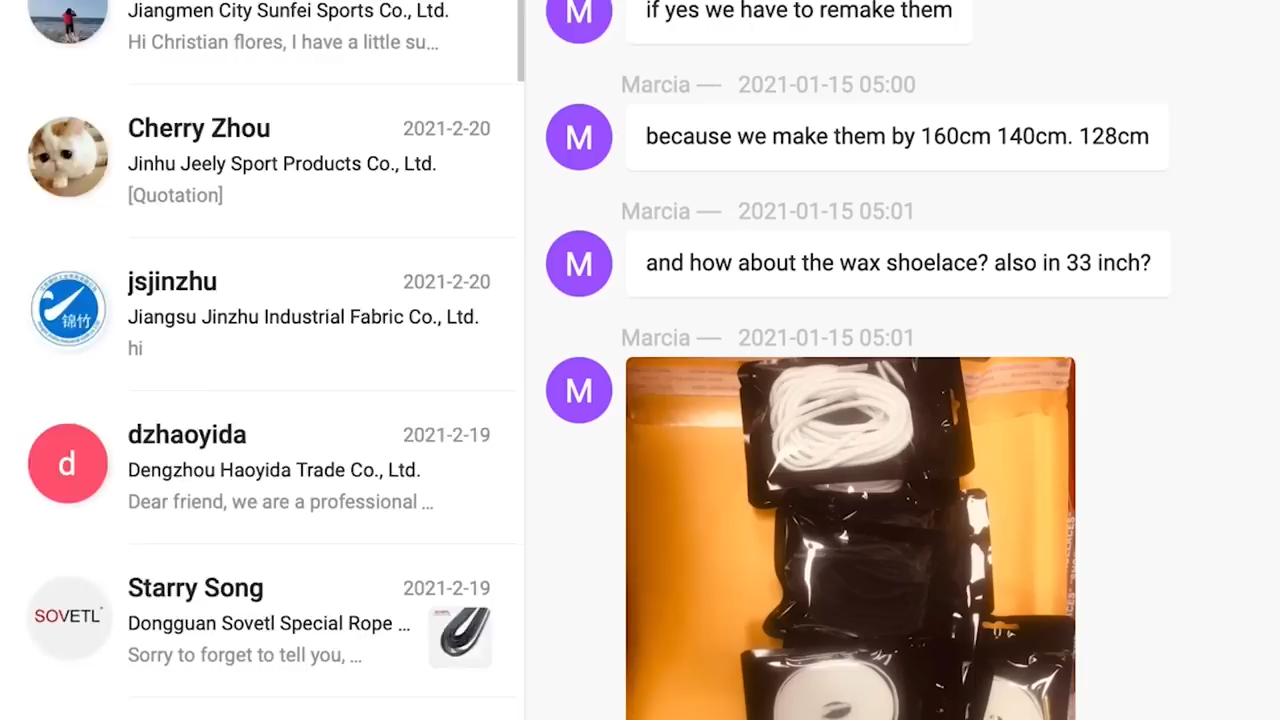 Jiangmen City Sunfei Sports Co., Ltd.
Hi Christian flores, I have a little su...
Cherry Zhou
2021-2-20
Jinhu Jeely Sport Products Co., Ltd.
[Quotation]
锦竹
jsjinzhu
2021-2-20
Jiangsu Jinzhu Industrial Fabric Co., Ltd.
hi
d
dzhaoyida
2021-2-19
Dengzhou Haoyida Trade Co., Ltd.
Dear friend, we are a professional ...
SOVETL
Starry Song
2021-2-19
Dongguan Sovetl Special Rope ...
Sorry to forget to tell you, ...
M
if yes we have to remake them
Marcia — 2021-01-15 05:00
M
because we make them by 160cm 140cm. 128cm
Marcia — 2021-01-15 05:01
M
and how about the wax shoelace? also in 33 inch?
Marcia — 2021-01-15 05:01
M